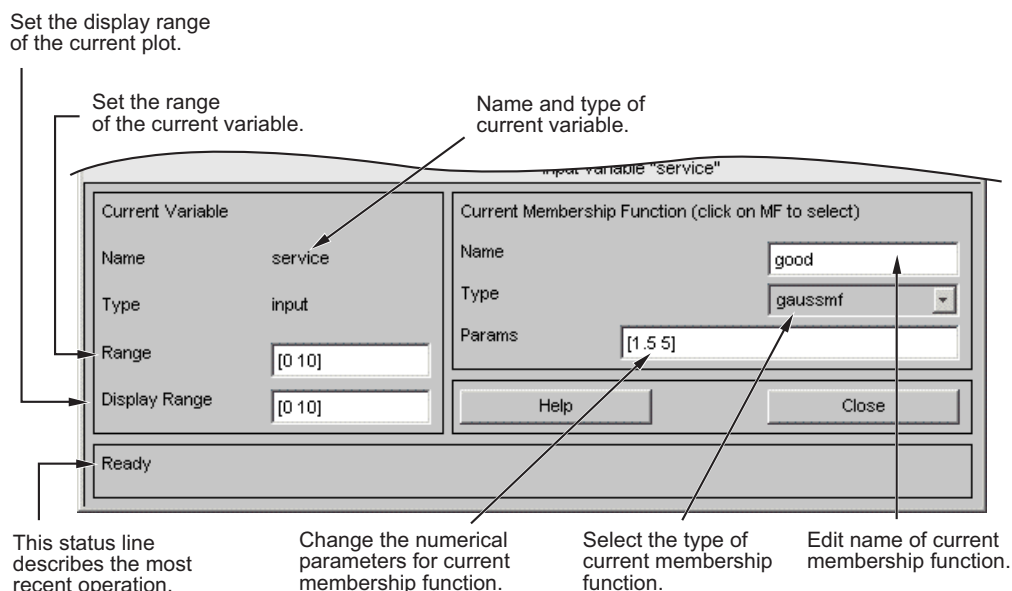 Set the display range
of the current plot.
Set the range
of the current variable.
Name and type of
current variable.
input variable "service"
Current Variable
Name service
Type input
Range [0 10]
Display Range [0 10]
Current Membership Function (click on MF to select)
Name good
Type gaussmf
Params [1.5 5]
Help Close
Ready
This status line
describes the most
recent operation.
Change the numerical
parameters for current
membership function.
Select the type of
current membership
function.
Edit name of current
membership function.